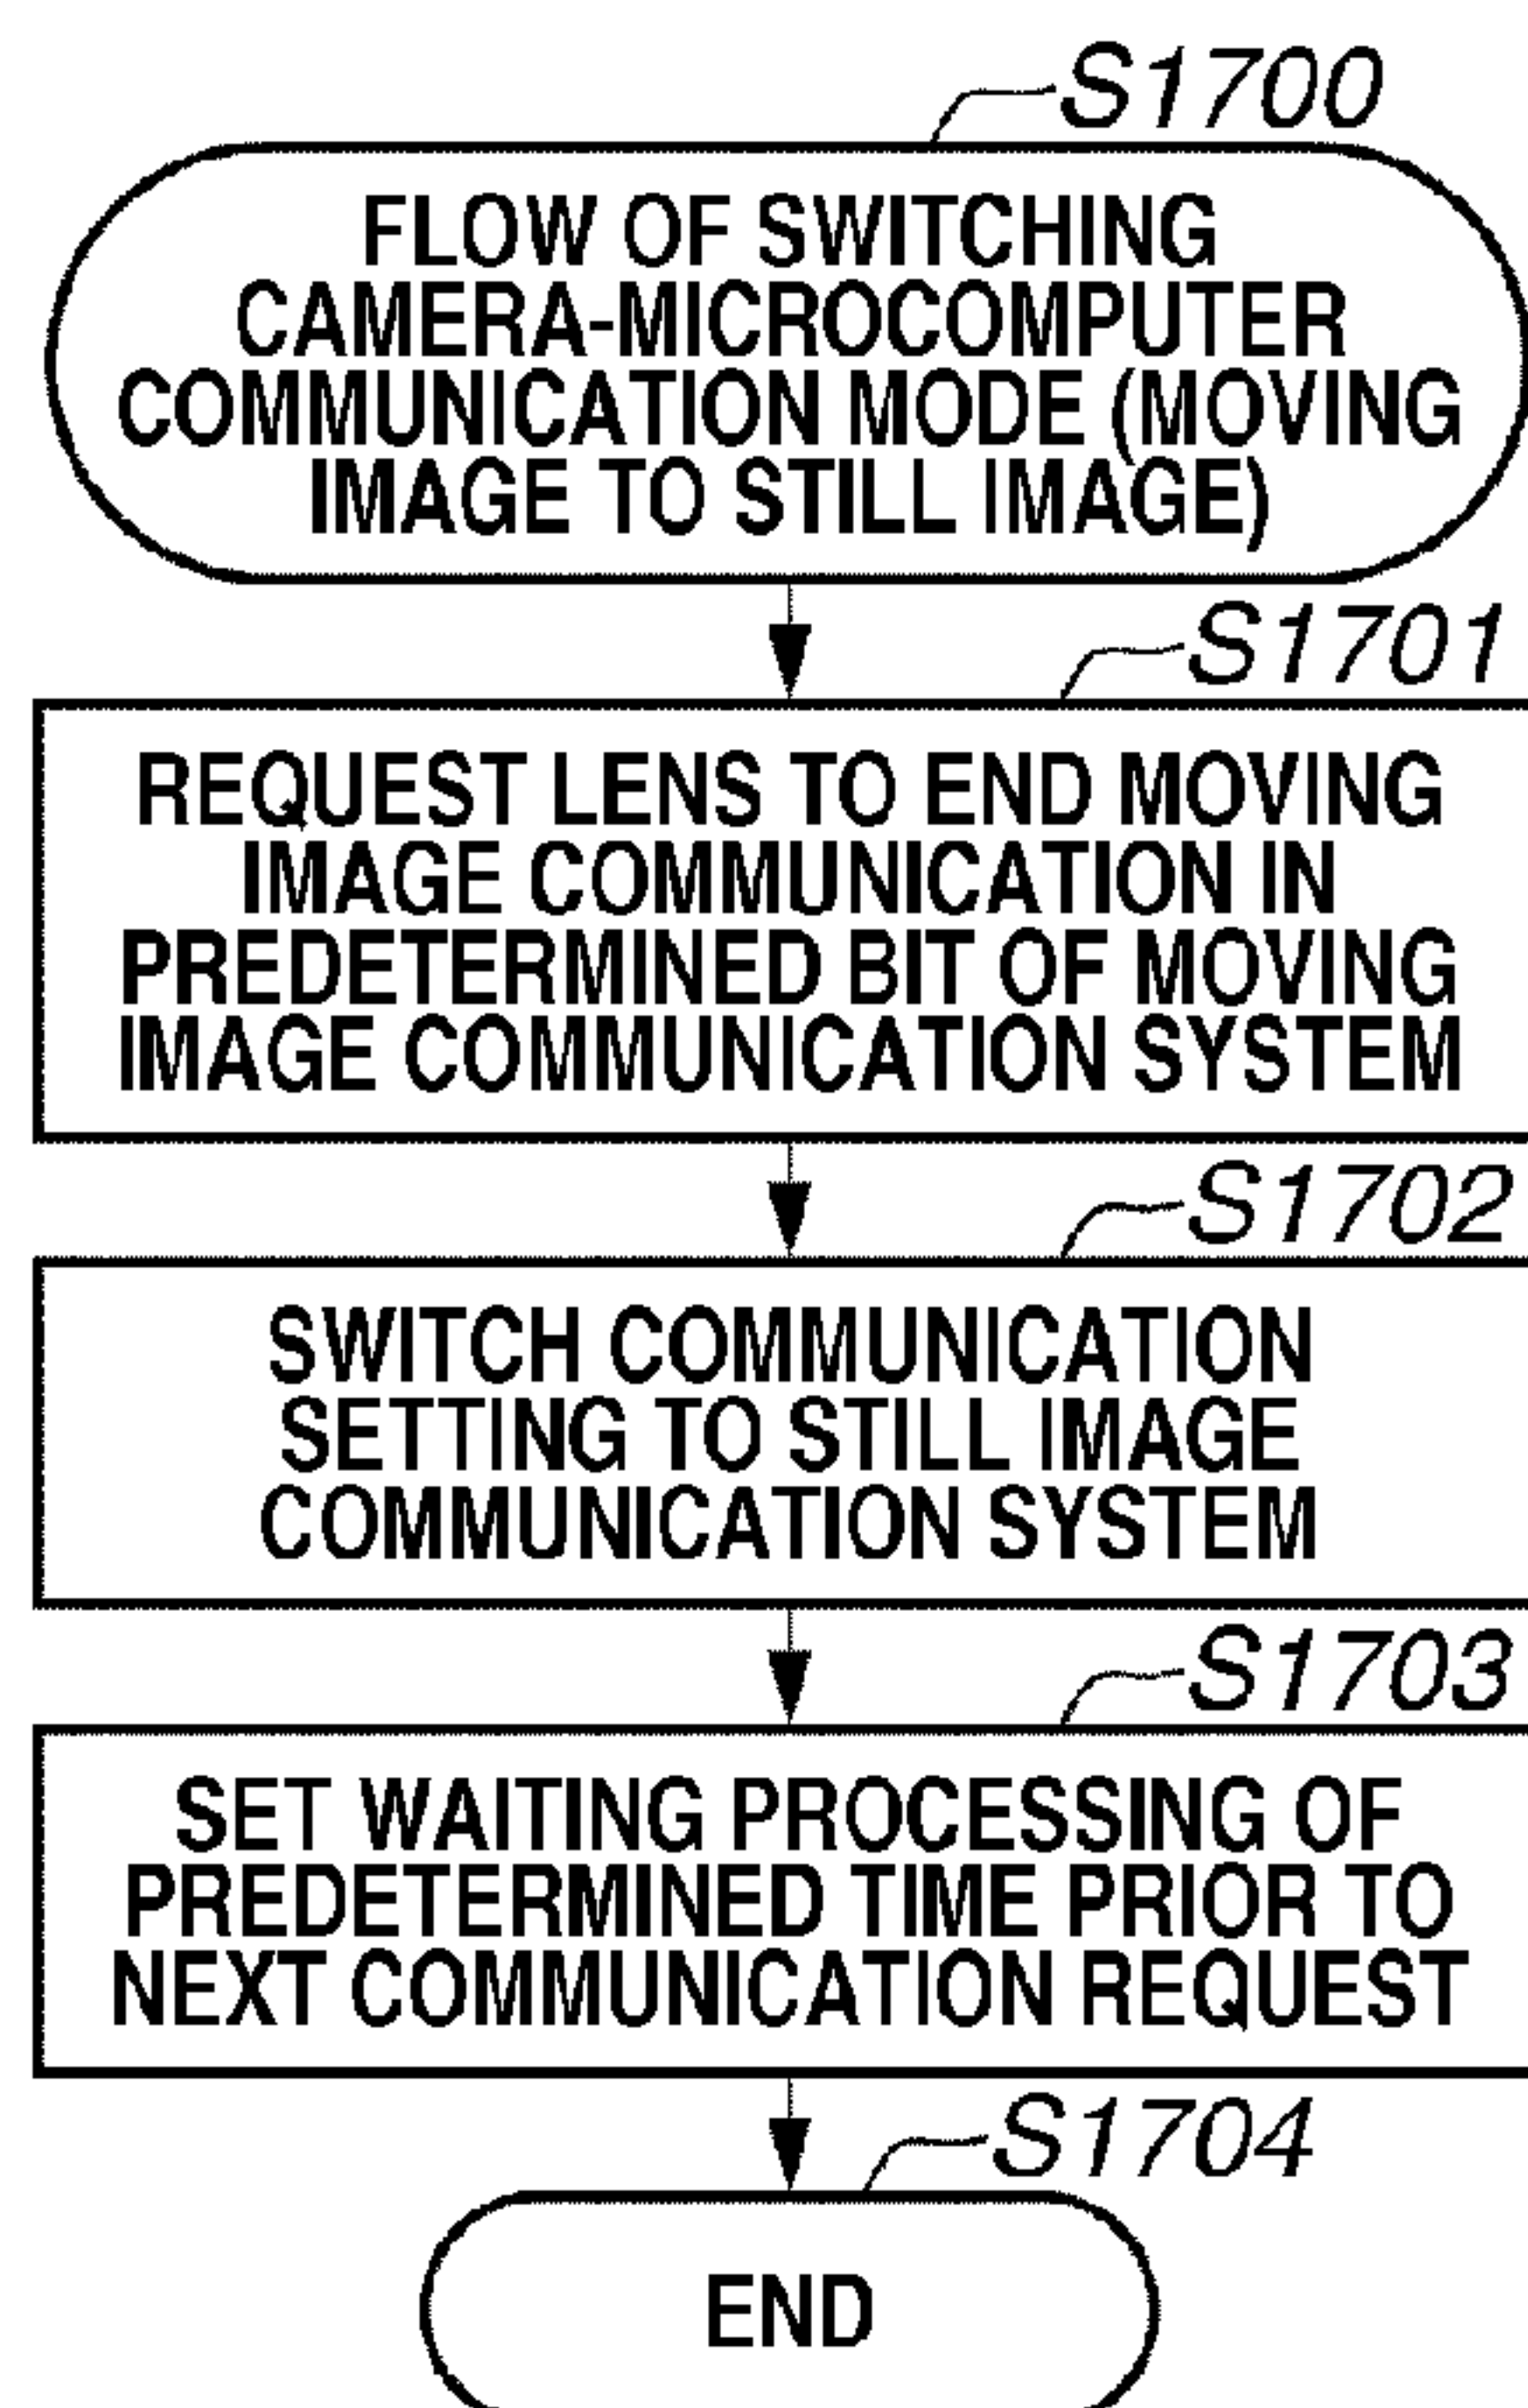 S1700
FLOW OF SWITCHING
CAMERA-MICROCOMPUTER
COMMUNICATION MODE (MOVING
IMAGE TO STILL IMAGE)
S1701
REQUEST LENS TO END MOVING
IMAGE COMMUNICATION IN
PREDETERMINED BIT OF MOVING
IMAGE COMMUNICATION SYSTEM
S1702
SWITCH COMMUNICATION
SETTING TO STILL IMAGE
COMMUNICATION SYSTEM
S1703
SET WAITING PROCESSING OF
PREDETERMINED TIME PRIOR TO
NEXT COMMUNICATION REQUEST
S1704
END